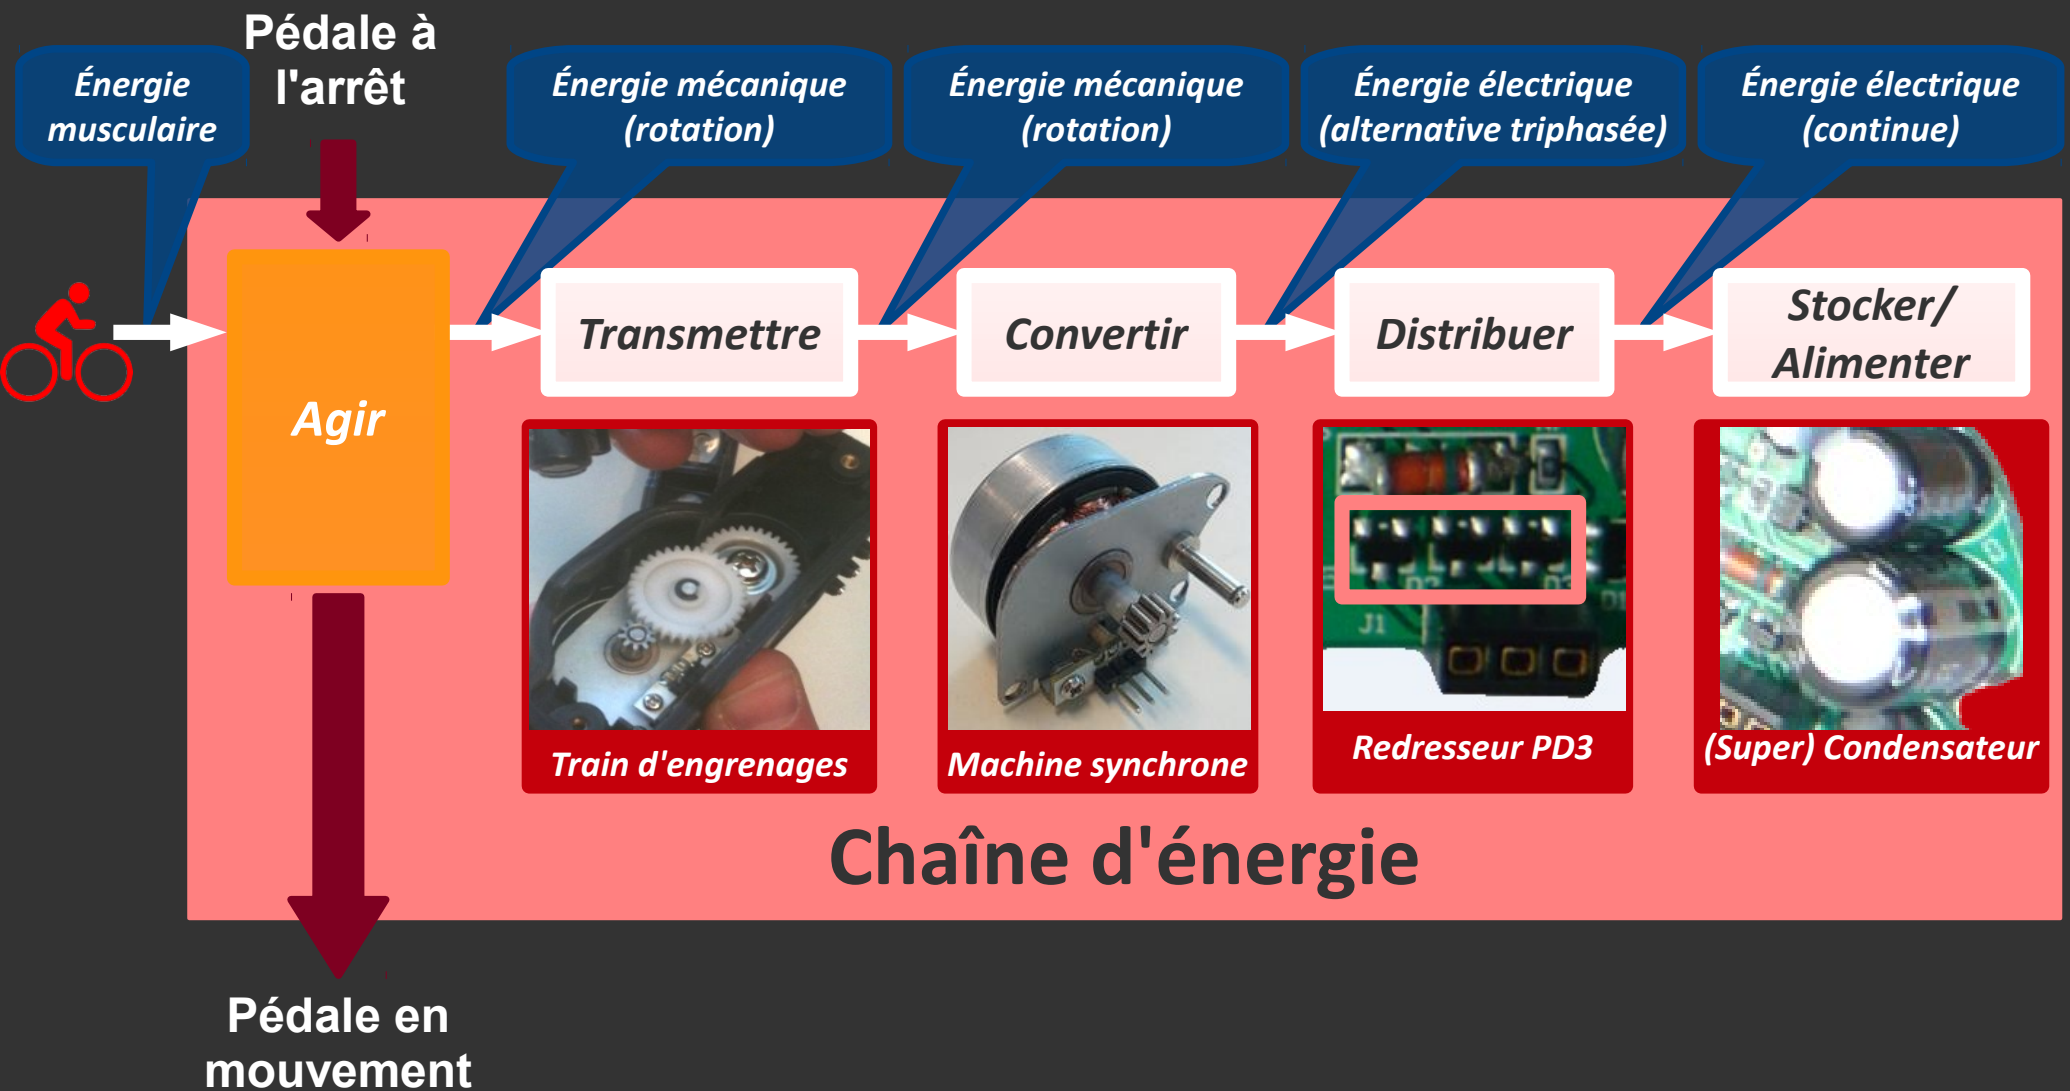 Pédale à
l'arrêt
Énergie
musculaire
Énergie mécanique
(rotation)
Énergie mécanique
(rotation)
Énergie électrique
(alternative triphasée)
Énergie électrique
(continue)
Agir
Transmettre
Convertir
Distribuer
Stocker/
Alimenter
J1
Train d'engrenages
Machine synchrone
Redresseur PD3
(Super) Condensateur
Chaîne d'énergie
Pédale en
mouvement